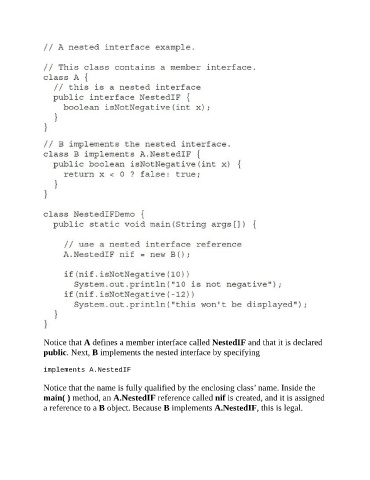 // A nested interface example.
// This class contains a member interface.
class A {
// this is a nested interface
public interface NestedIF {
boolean isNotNegative(int x);
}
}
// B implements the nested interface.
class B implements A.NestedIF {
public boolean isNotNegative(int x) {
return x < 0 ? false: true;
}
}
class NestedIFDemo {
public static void main(String args[]) {
// use a nested interface reference
A.NestedIF nif = new B();
if(nif.isNotNegative(10))
System.out.println("10 is not negative");
if(nif.isNotNegative(-12))
System.out.println("this won't be displayed");
}
}
Notice that A defines a member interface called NestedIF and that it is declared
public. Next, B implements the nested interface by specifying
implements A.NestedIF
Notice that the name is fully qualified by the enclosing class' name. Inside the
main( ) method, an A.NestedIF reference called nif is created, and it is assigned
a reference to a B object. Because B implements A.NestedIF, this is legal.